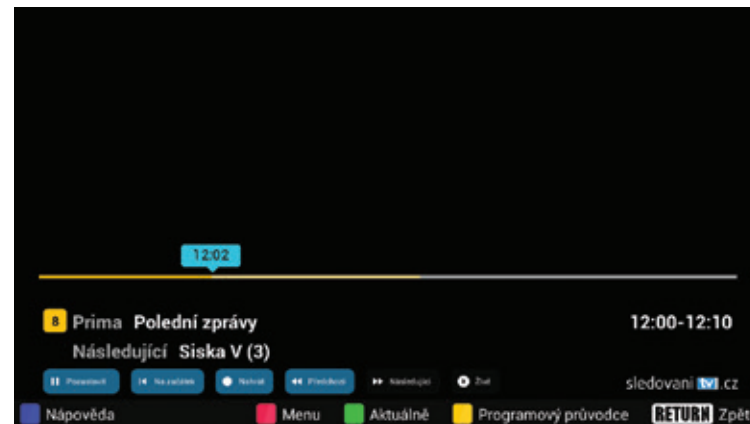 12:02
8 Prima Polední zprávy 12:00-12:10
Následující Siska V (3)
Pozastavit Na začátek Nahrát Předchozí Následující Živě sledovani tv.cz
Nápověda Menu Aktuálně Programový průvodce RETURN Zpět